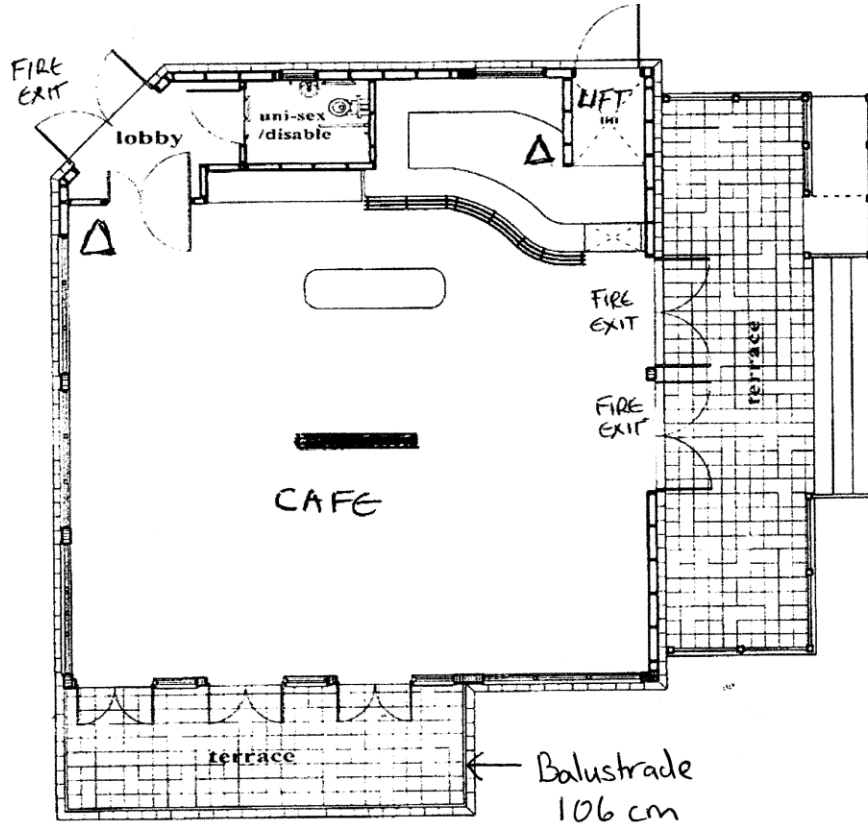 FIRE
EXIT
lobby
uni-sex
/disable
LIFT
FIRE
EXIT
terrace
FIRE
EXIT
CAFE
terrace
Balustrade
106 cm